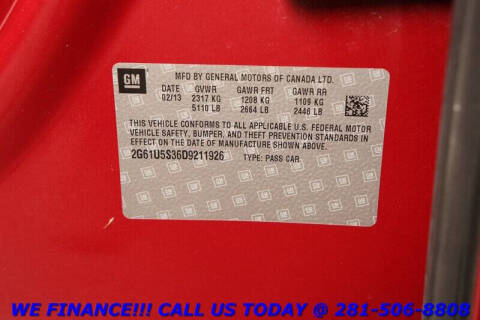 GM
MFD BY GENERAL MOTORS OF CANADA LTD.
DATE GVWR GAWR FRT GAWR RR
02/13 2317 KG 1208 KG 1109 KG
5110 LB 2664 LB 2446 LB
THIS VEHICLE CONFORMS TO ALL APPLICABLE U.S. FEDERAL MOTOR
VEHICLE SAFETY, BUMPER, AND THEFT PREVENTION STANDARDS IN
EFFECT ON THE DATE OF MANUFACTURE SHOWN ABOVE.
2G61U5S36D9211926 TYPE: PASS CAR
WE FINANCE!!! CALL US TODAY @ 281-506-8808